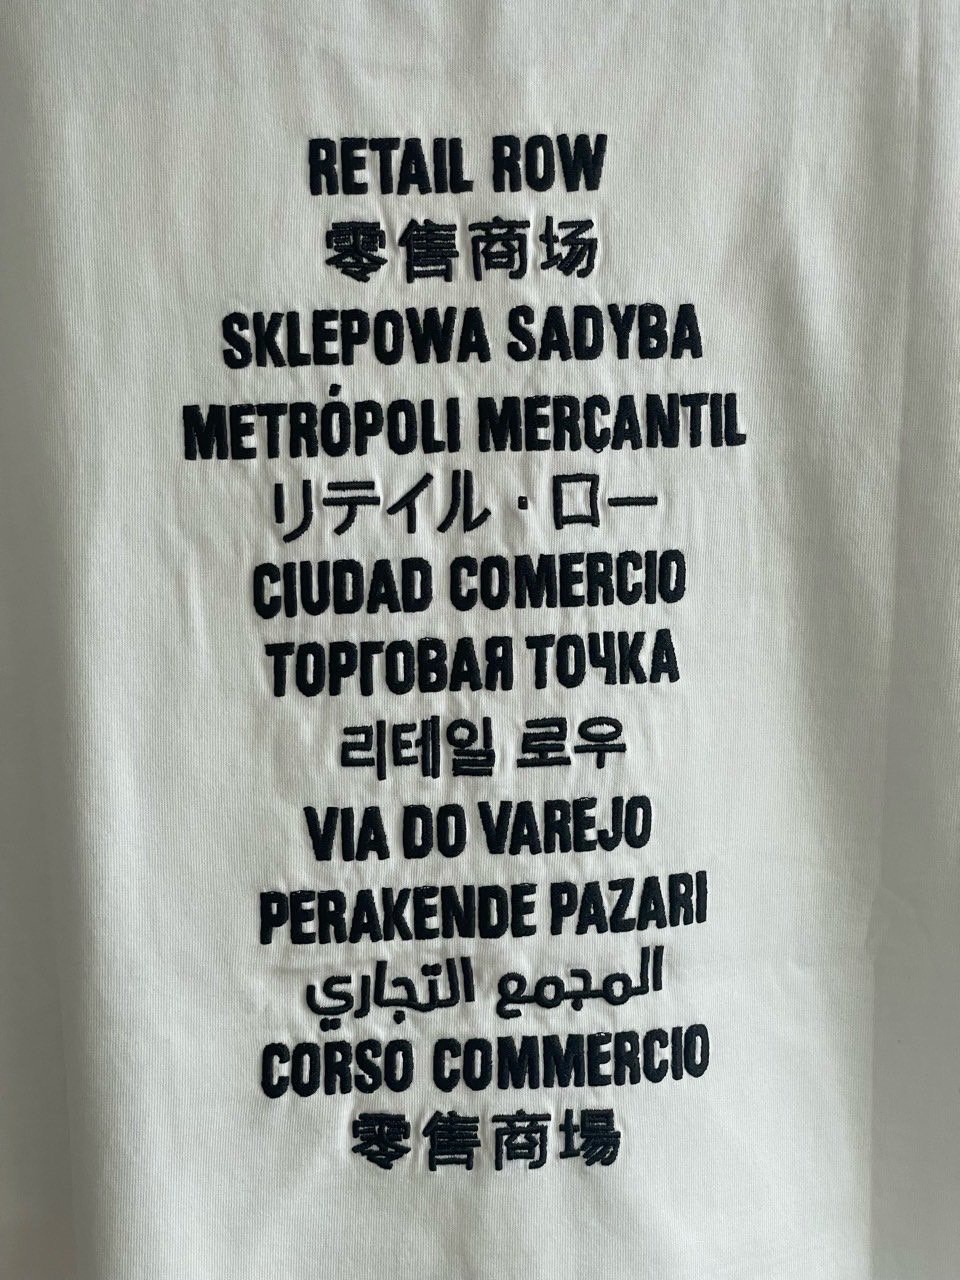 RETAIL ROW
零售商场
SKLEPOWA SADYBA
METRÓPOLI MERCANTIL
リテイル・ロー
CIUDAD COMERCIO
ТОРГОВАЯ ТОЧКА
리테일 로우
VIA DO VAREJO
PERAKENDE PAZARI
المجمع التجاري
CORSO COMMERCIO
零售商場